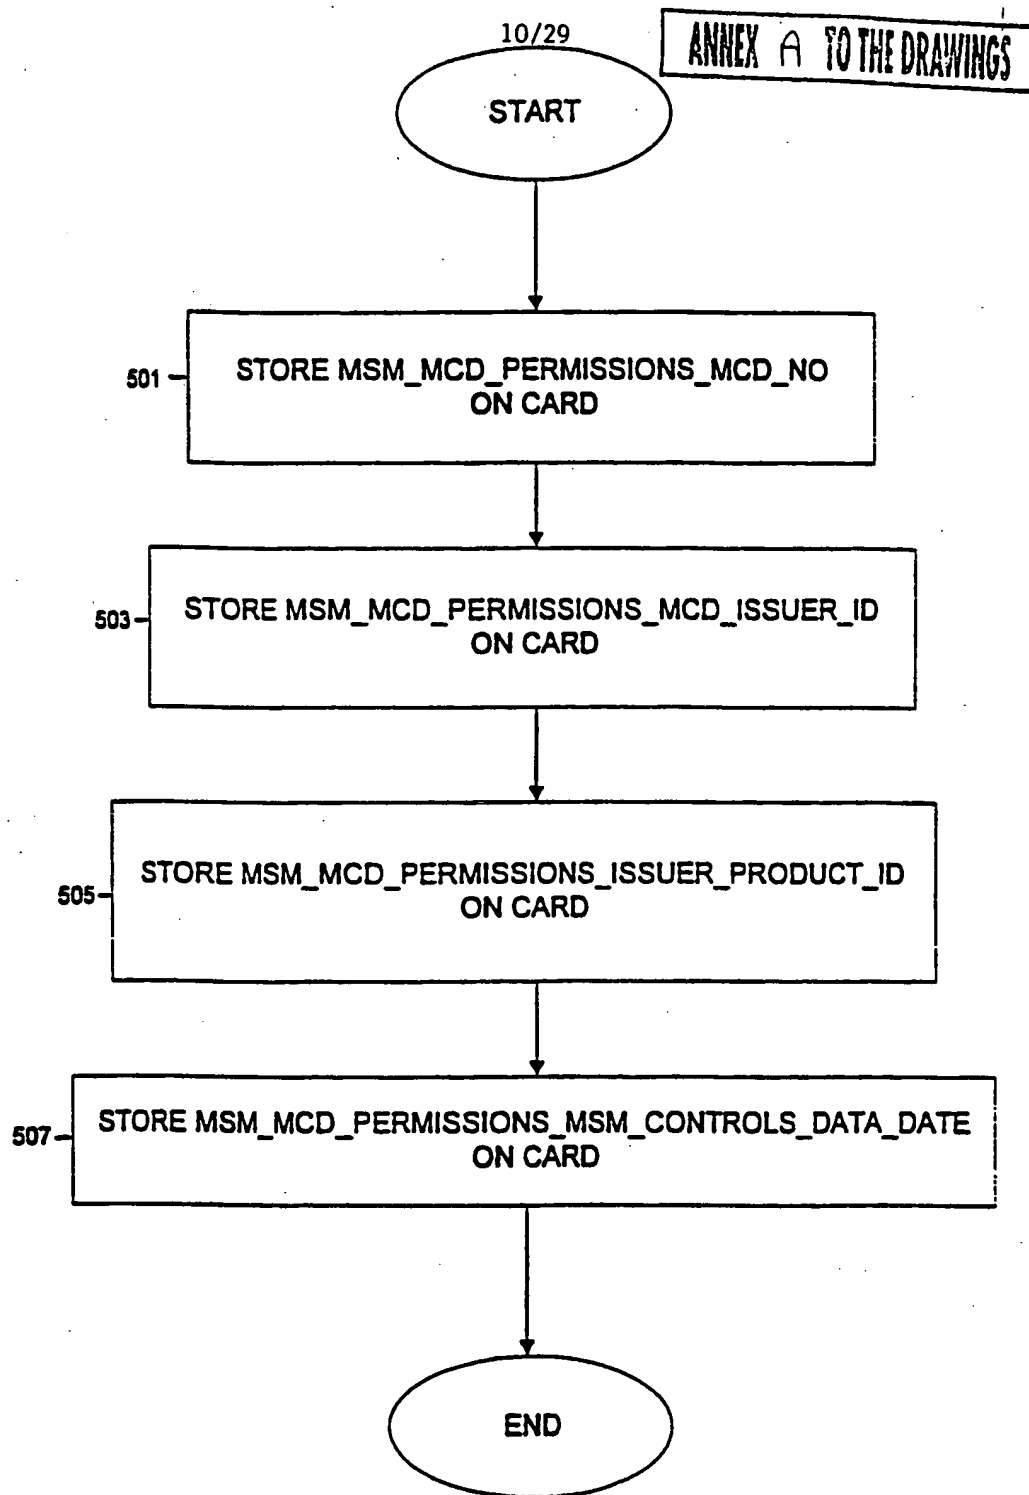 10/29
ANNEX A TO THE DRAWINGS
START
501
STORE MSM_MCD_PERMISSIONS_MCD_NO
ON CARD
503
STORE MSM_MCD_PERMISSIONS_MCD_ISSUER_ID
ON CARD
505
STORE MSM_MCD_PERMISSIONS_ISSUER_PRODUCT_ID
ON CARD
507
STORE MSM_MCD_PERMISSIONS_MSM_CONTROLS_DATA_DATE
ON CARD
END